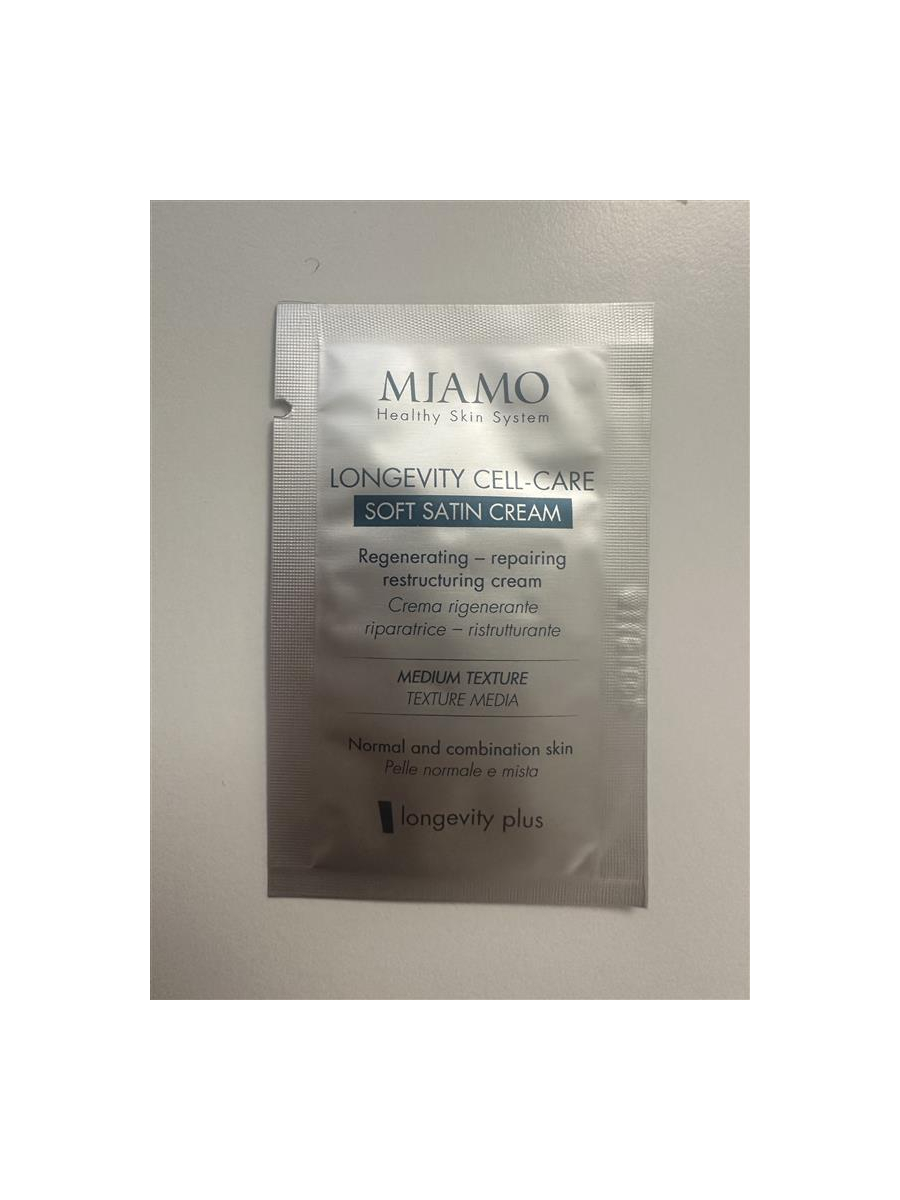 MIAMO
Healthy Skin System
LONGEVITY CELL-CARE
SOFT SATIN CREAM
Regenerating – repairing
restructuring cream
Crema rigenerante
riparatrice – ristrutturante
MEDIUM TEXTURE
TEXTURE MEDIA
Normal and combination skin
Pelle normale e mista
longevity plus